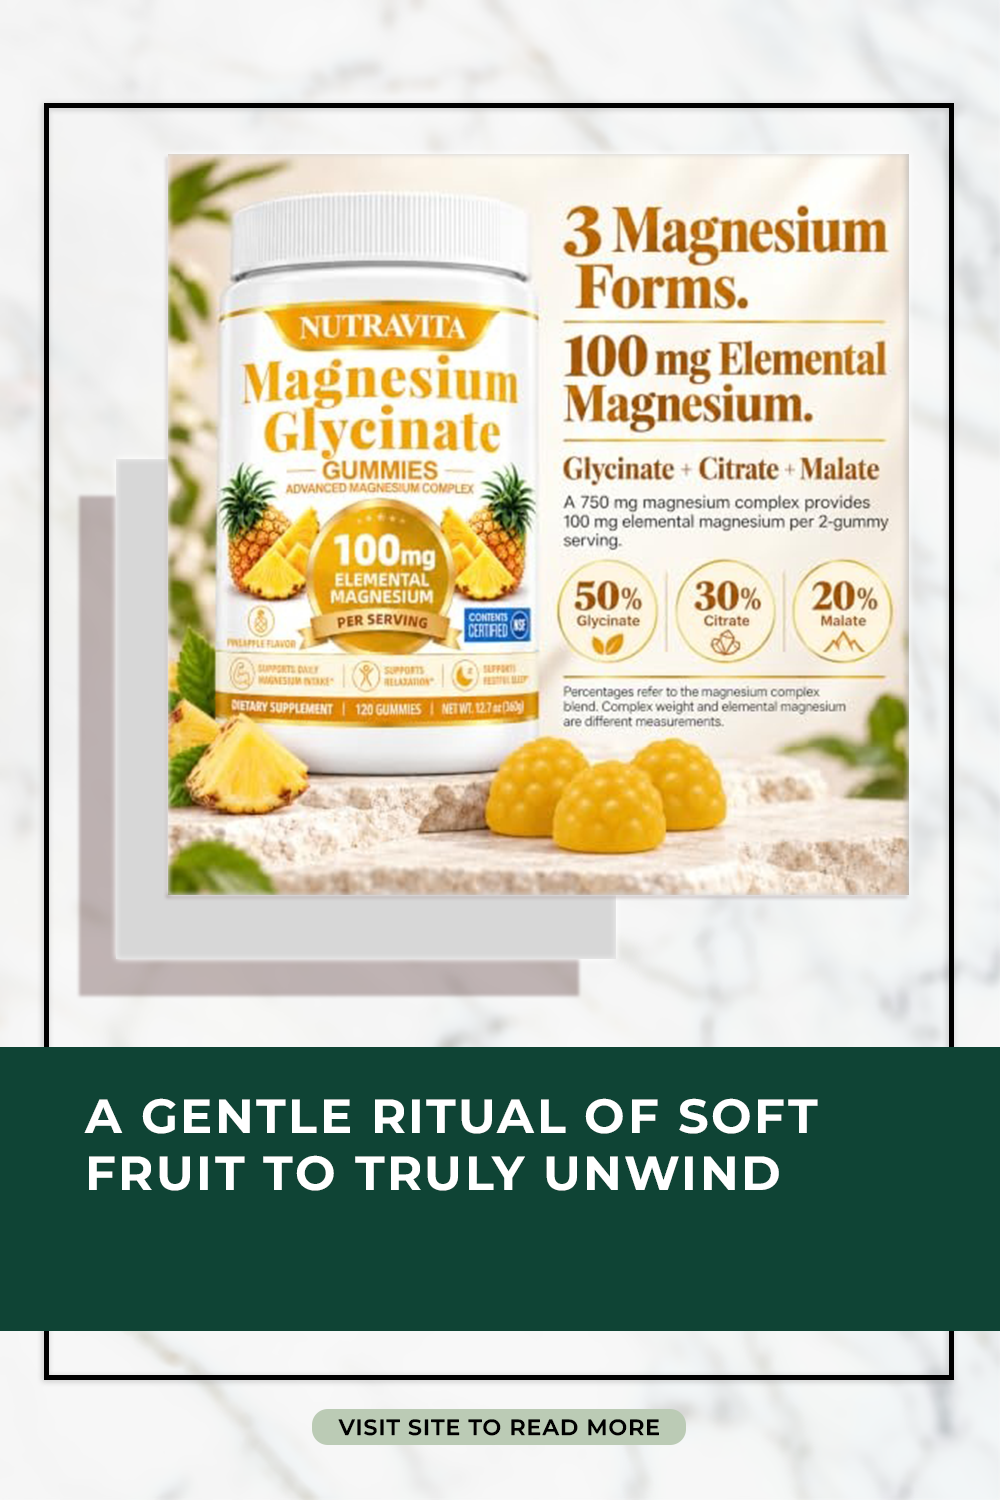 NUTRAVITA
Magnesium
Glycinate
GUMMIES
ADVANCED MAGNESIUM COMPLEX
100mg
ELEMENTAL
MAGNESIUM
PER SERVING
CONTENTS
CERTIFIED
NSF
PINEAPPLE FLAVOR
SUPPORTS DAILY
MAGNESIUM INTAKE*
SUPPORTS
RELAXATION*
SUPPORTS
RESTFUL SLEEP*
DIETARY SUPPLEMENT | 120 GUMMIES | NET WT. 12.7 oz (360g)
3 Magnesium
Forms.
100 mg Elemental
Magnesium.
Glycinate + Citrate + Malate
A 750 mg magnesium complex provides
100 mg elemental magnesium per 2-gummy
serving.
50%
Glycinate
30%
Citrate
20%
Malate
Percentages refer to the magnesium complex
blend. Complex weight and elemental magnesium
are different measurements.
A GENTLE RITUAL OF SOFT
FRUIT TO TRULY UNWIND
VISIT SITE TO READ MORE